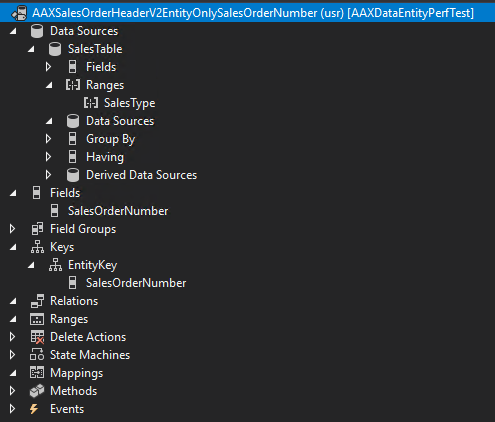 AAXSalesOrderHeaderV2EntityOnlySalesOrderNumber (usr) [AAXDataEntityPerfTest]
Data Sources
SalesTable
Fields
Ranges
SalesType
Data Sources
Group By
Having
Derived Data Sources
Fields
SalesOrderNumber
Field Groups
Keys
EntityKey
SalesOrderNumber
Relations
Ranges
Delete Actions
State Machines
Mappings
Methods
Events